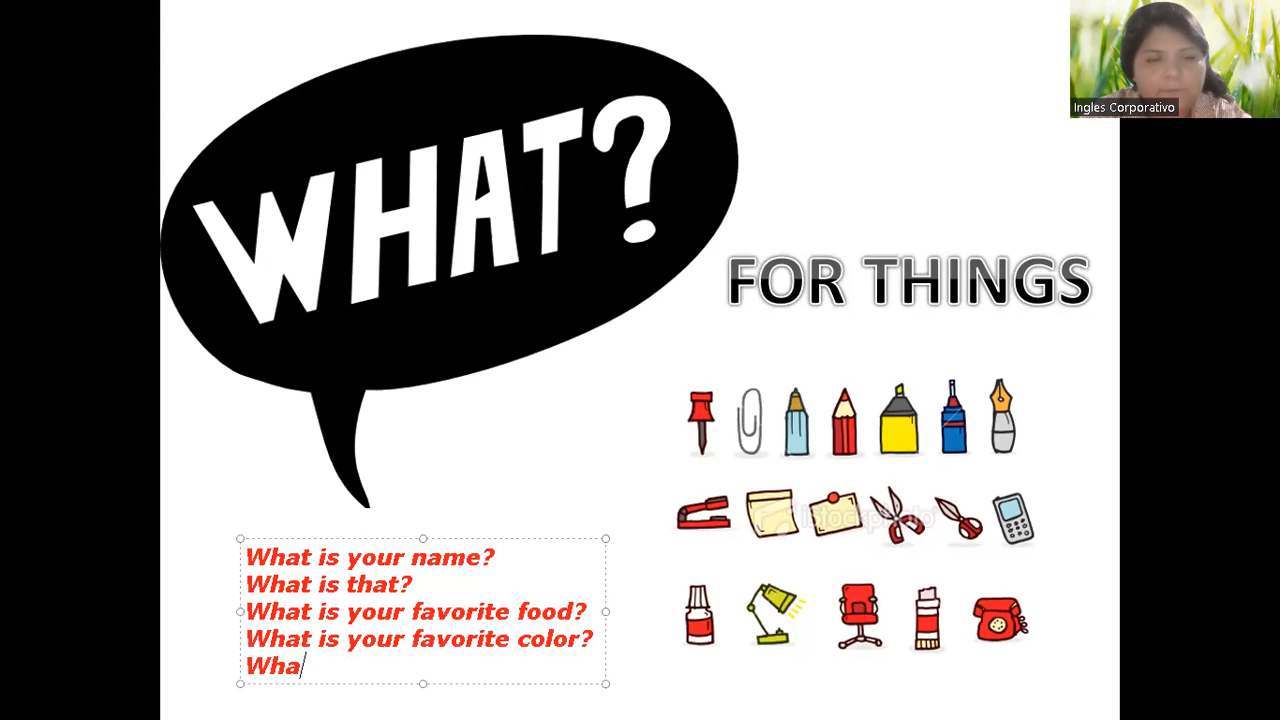 Ingles Corporativo
WHAT?
FOR THINGS
iStockphoto
What is your name?
What is that?
What is your favorite food?
What is your favorite color?
Wha